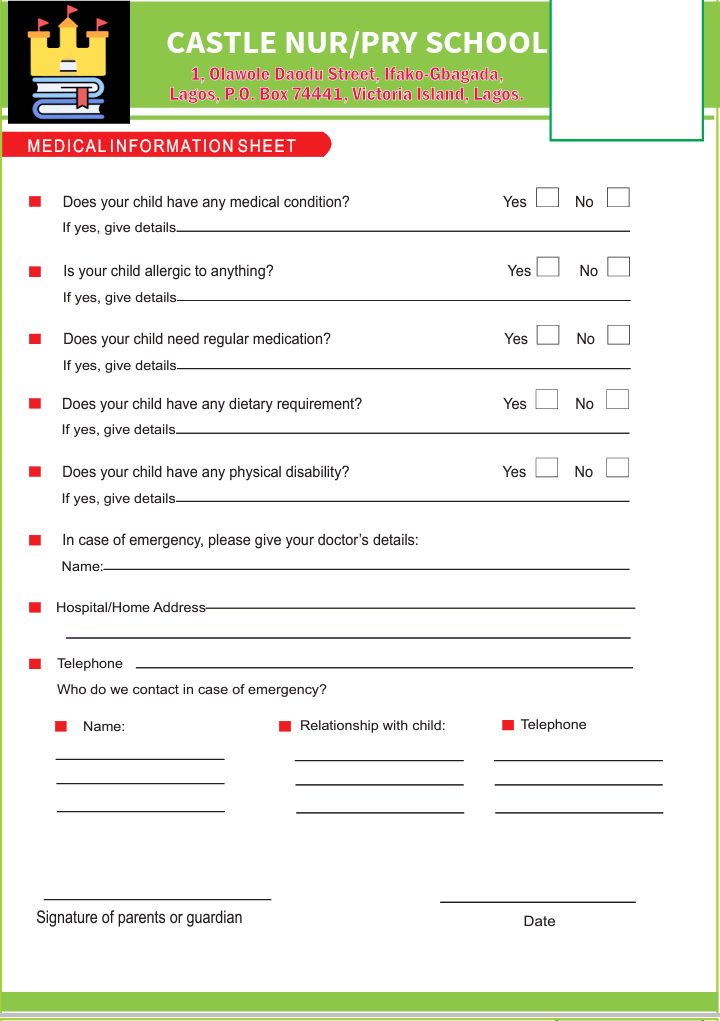 CASTLE NUR/PRY SCHOOL
1, Olawole Daodu Street, Ifako-Gbagada,
Lagos, P.O. Box 74441, Victoria Island, Lagos.
MEDICAL INFORMATION SHEET
Does your child have any medical condition? Yes No
If yes, give details
Is your child allergic to anything? Yes No
If yes, give details
Does your child need regular medication? Yes No
If yes, give details
Does your child have any dietary requirement? Yes No
If yes, give details
Does your child have any physical disability? Yes No
If yes, give details
In case of emergency, please give your doctor’s details:
Name:
Hospital/Home Address
Telephone
Who do we contact in case of emergency?
Name: Relationship with child: Telephone
Signature of parents or guardian Date